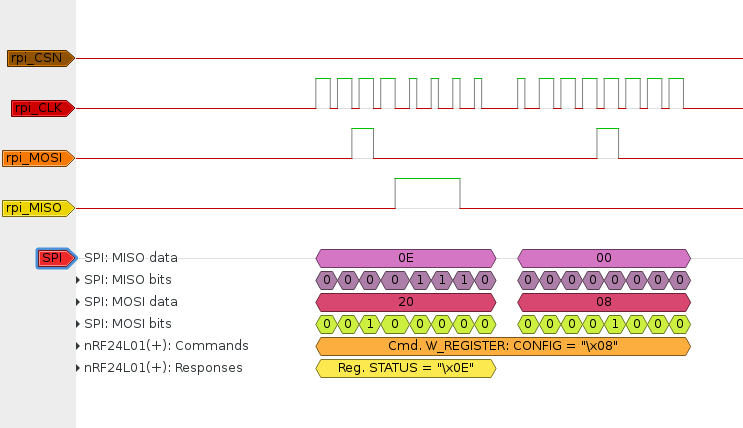 rpi_CSN
rpi_CLK
rpi_MOSI
rpi_MISO
SPI SPI: MISO data 0E 00
SPI: MISO bits 0 0 0 0 1 1 1 0 0 0 0 0 0 0 0 0
SPI: MOSI data 20 08
SPI: MOSI bits 0 0 1 0 0 0 0 0 0 0 0 0 1 0 0 0
nRF24L01(+): Commands Cmd. W_REGISTER: CONFIG = "\x08"
nRF24L01(+): Responses Reg. STATUS = "\x0E"